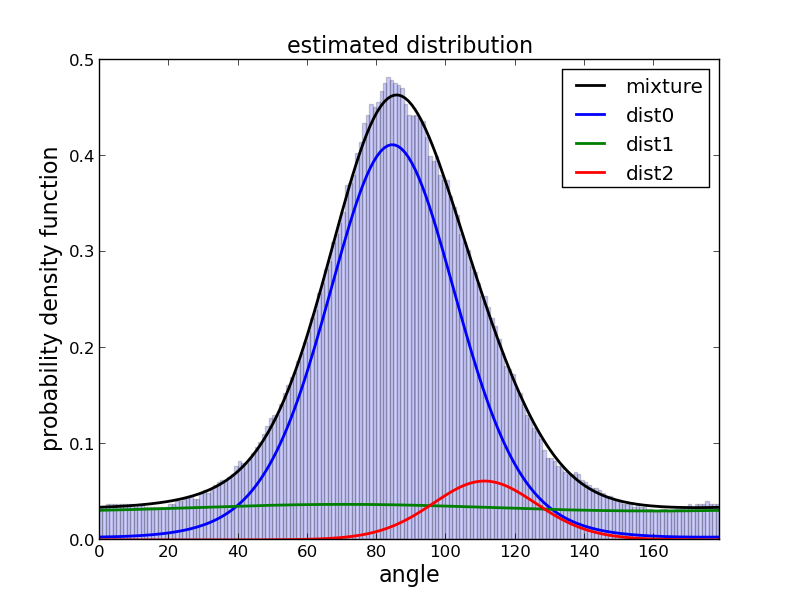 estimated distribution
mixture
dist0
dist1
dist2
probability density function
0.5
0.4
0.3
0.2
0.1
0.0
0 20 40 60 80 100 120 140 160
angle